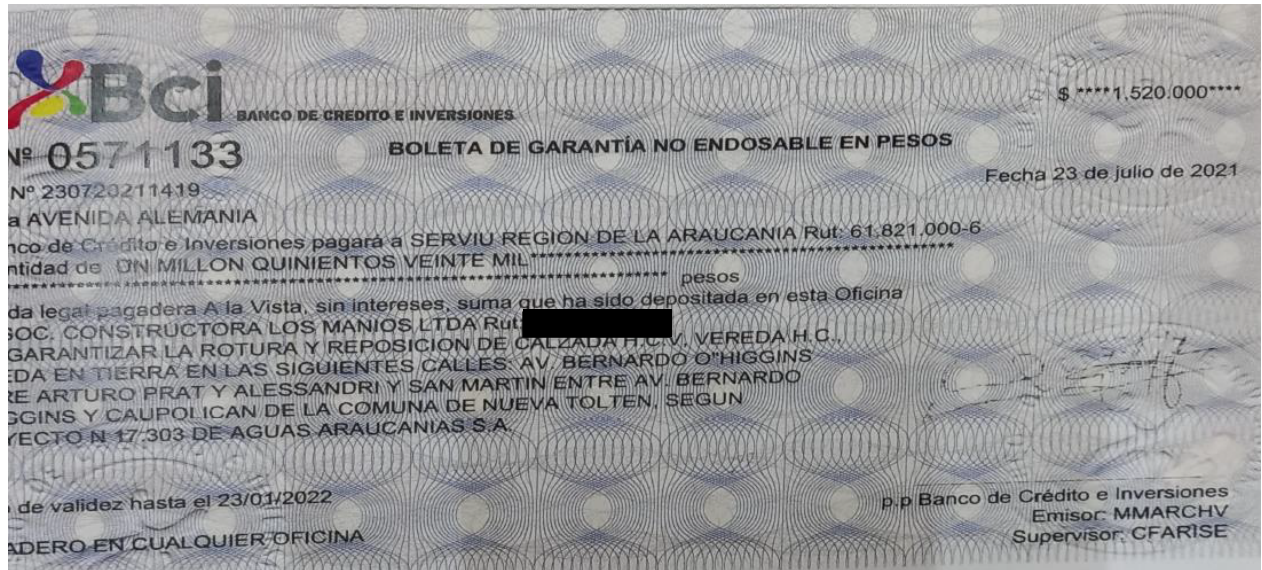 Bci
BANCO DE CREDITO E INVERSIONES
$ ****1,520.000****
Nº 0571133
BOLETA DE GARANTÍA NO ENDOSABLE EN PESOS
Fecha 23 de julio de 2021
Nº 230720211419
a AVENIDA ALEMANIA
nco de Crédito e Inversiones pagará a SERVIU REGION DE LA ARAUCANIA Rut: 61,821,000-6
ntidad de UN MILLON QUINIENTOS VEINTE MIL
pesos
da legal pagadera A la Vista, sin intereses, suma que ha sido depositada en esta Oficina
SOC. CONSTRUCTORA LOS MANIOS LTDA Rut:
GARANTIZAR LA ROTURA Y REPOSICION DE CALZADA H.C.V, VEREDA H.C.,
EDA EN TIERRA EN LAS SIGUIENTES CALLES: AV. BERNARDO O"HIGGINS
RE ARTURO PRAT Y ALESSANDRI Y SAN MARTIN ENTRE AV. BERNARDO
GGINS Y CAUPOLICAN DE LA COMUNA DE NUEVA TOLTEN, SEGUN
YECTO N 17.303 DE AGUAS ARAUCANIAS S.A.
de validez hasta el 23/01/2022
p.p Banco de Crédito e Inversiones
Emisor: MMARCHV
ADERO EN CUALQUIER OFICINA
Supervisor: CFARISE